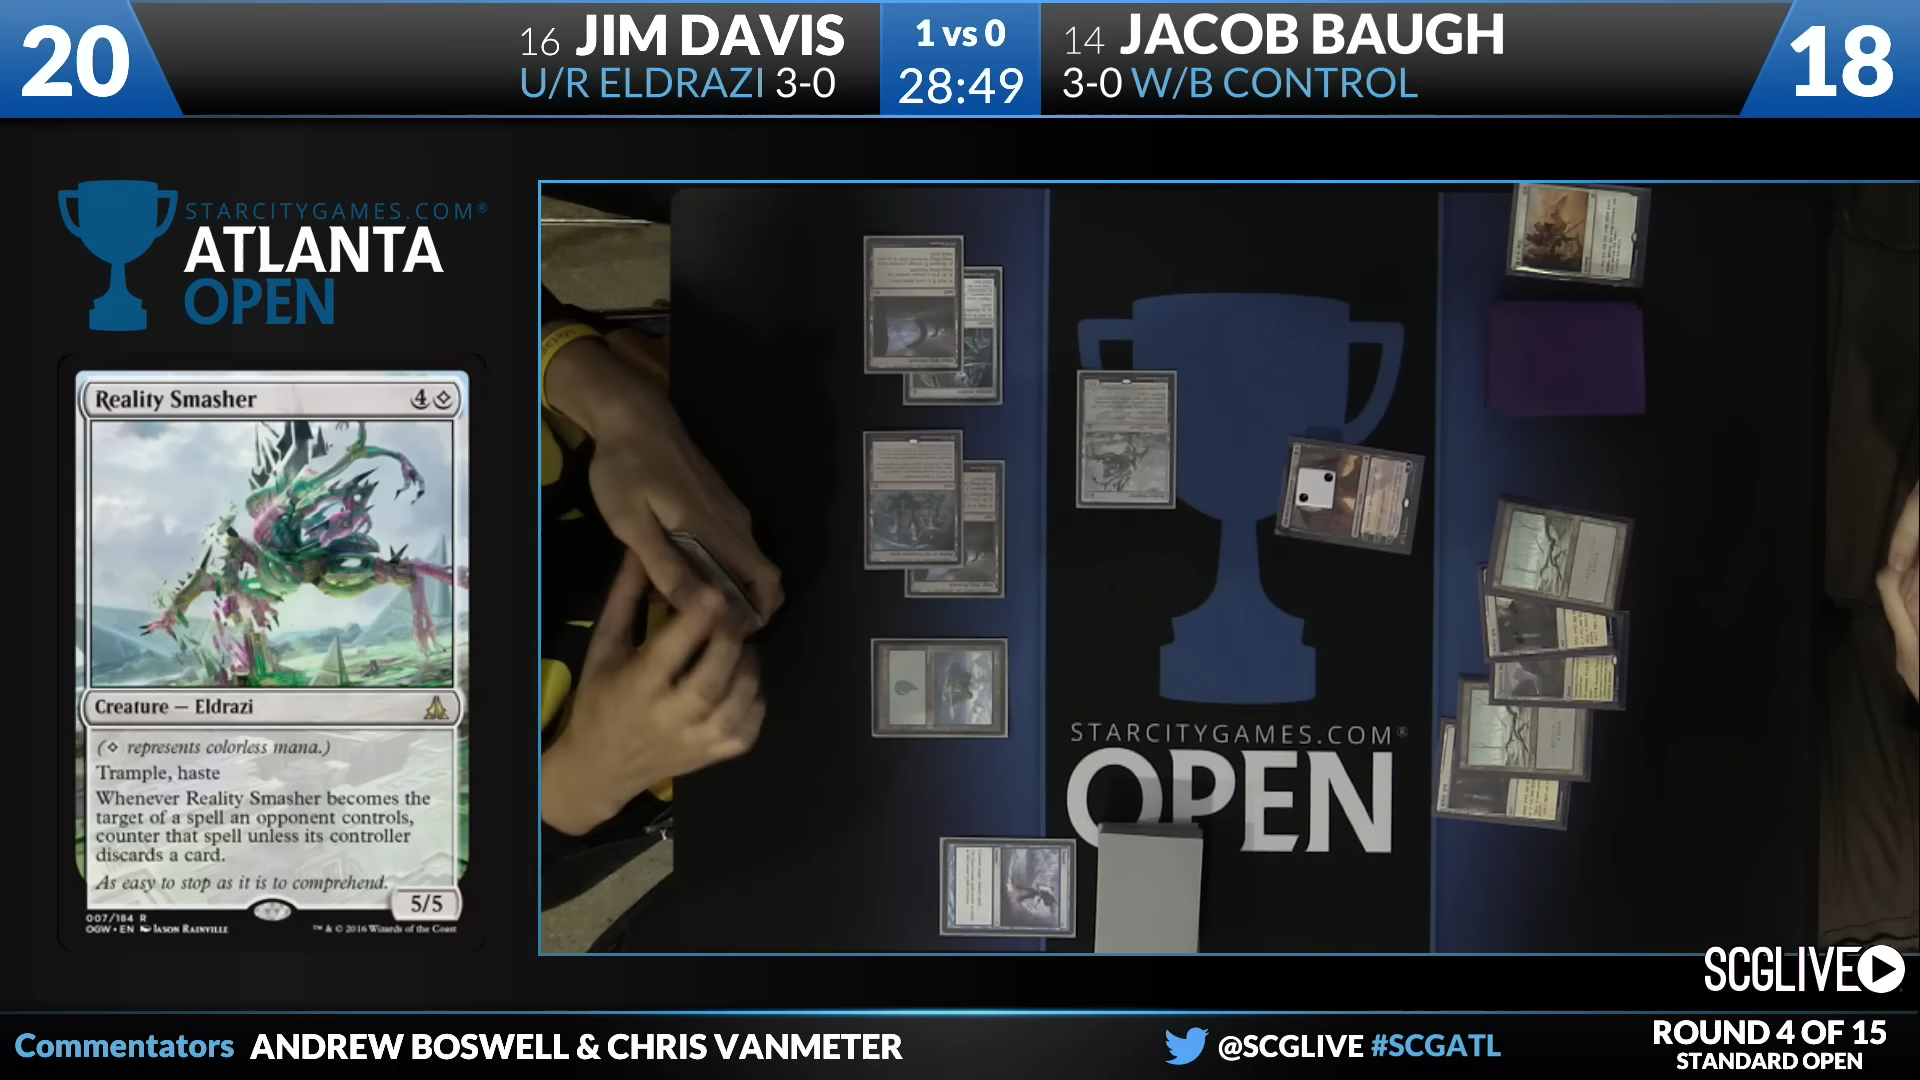 20
16 JIM DAVIS
U/R ELDRAZI 3-0
1 vs 0
28:49
14 JACOB BAUGH
3-0 W/B CONTROL
18
STARCITYGAMES.COM®
ATLANTA
OPEN
Reality Smasher 4
Creature — Eldrazi
( represents colorless mana.)
Trample, haste
Whenever Reality Smasher becomes the
target of a spell an opponent controls,
counter that spell unless its controller
discards a card.
As easy to stop as it is to comprehend.
5/5
007/184 R
OGW • EN Jason Rainville
™ & © 2016 Wizards of the Coast
STARCITYGAMES.COM®
OPEN
SCGLIVE
Commentators ANDREW BOSWELL & CHRIS VANMETER
@SCGLIVE #SCGATL
ROUND 4 OF 15
STANDARD OPEN